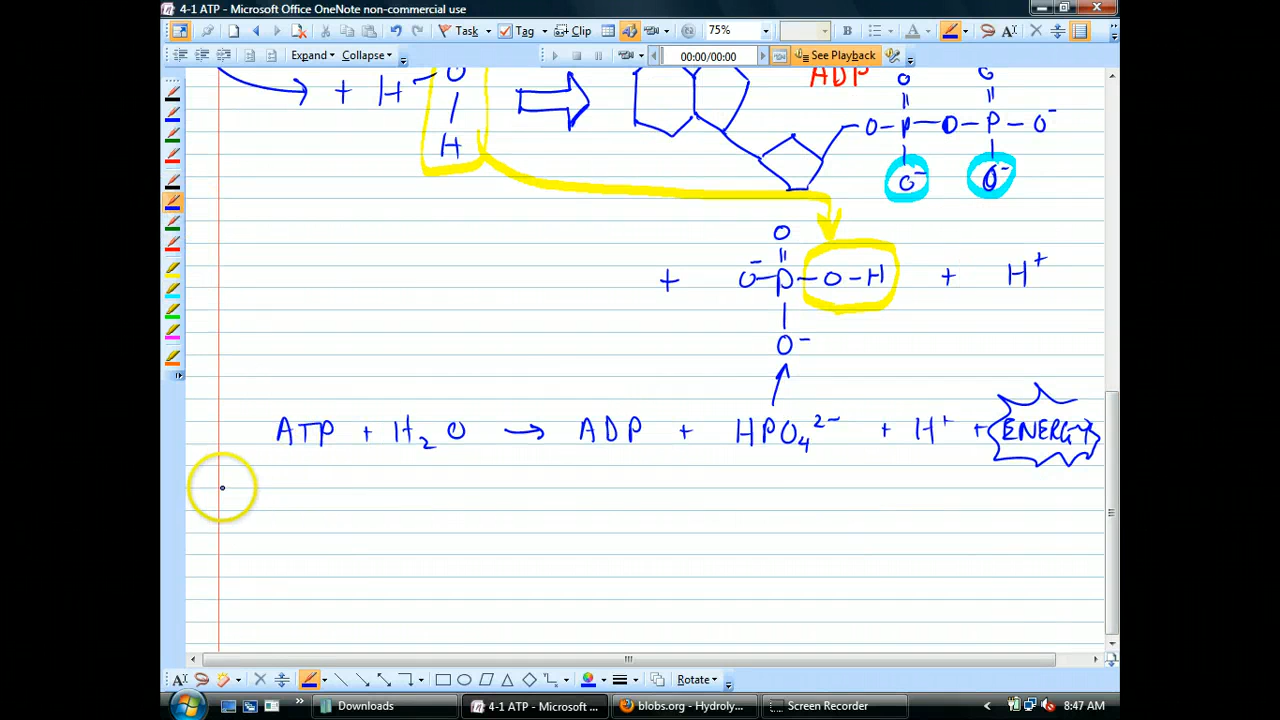 4-1 ATP - Microsoft Office OneNote non-commercial use
75%
Task
Tag
Clip
Expand
Collapse
00:00/00:00
See Playback
ADP
O O
+ H O
H
O-P-O-P-O⁻
O⁻ O⁻
O
+ O⁻-P-O-H + H⁺
O⁻
ATP + H₂O → ADP + HPO₄²⁻ + H⁺ + ENERGY
Rotate
Downloads
4-1 ATP - Microsoft ...
blobs.org - Hydroly...
Screen Recorder
8:47 AM